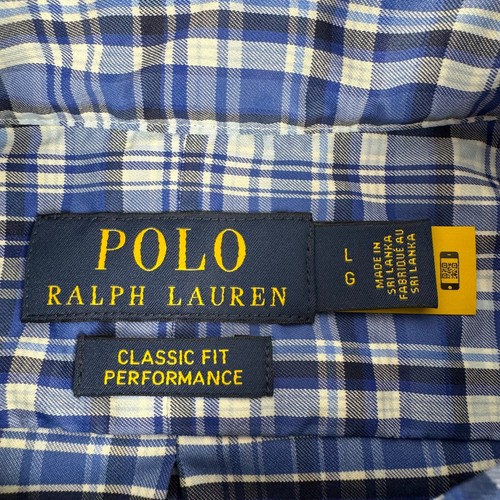 POLO
RALPH LAUREN
CLASSIC FIT
PERFORMANCE
L
G
MADE IN
SRI LANKA
FABRIQUÉ AU
SRI LANKA